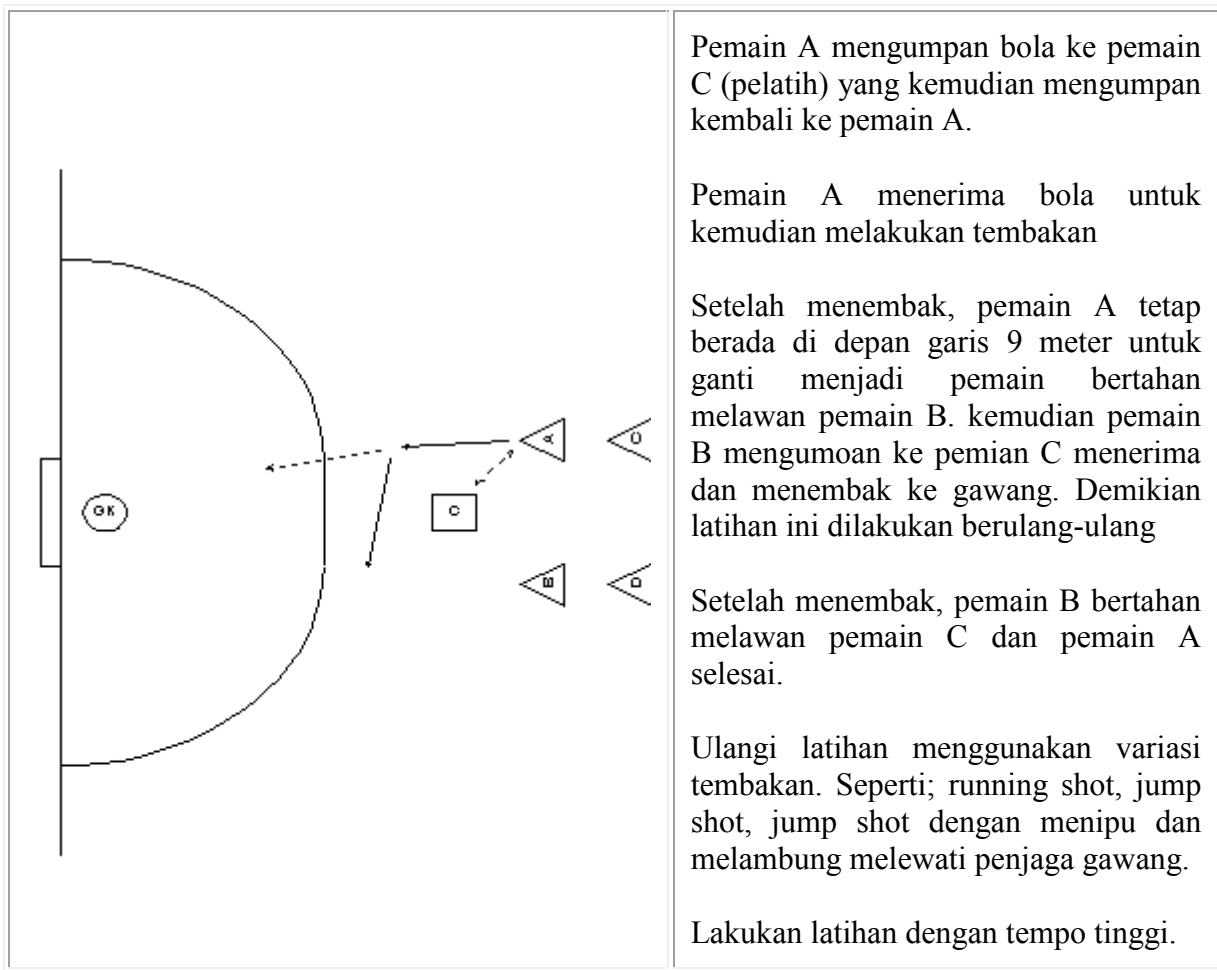 Pemain A mengumpan bola ke pemain
C (pelatih) yang kemudian mengumpan
kembali ke pemain A.
Pemain A menerima bola untuk
kemudian melakukan tembakan
Setelah menembak, pemain A tetap
berada di depan garis 9 meter untuk
ganti menjadi pemain bertahan
melawan pemain B. kemudian pemain
B mengumoan ke pemian C menerima
dan menembak ke gawang. Demikian
latihan ini dilakukan berulang-ulang
Setelah menembak, pemain B bertahan
melawan pemain C dan pemain A
selesai.
Ulangi latihan menggunakan variasi
tembakan. Seperti; running shot, jump
shot, jump shot dengan menipu dan
melambung melewati penjaga gawang.
Lakukan latihan dengan tempo tinggi.
A
GK
C
B
D